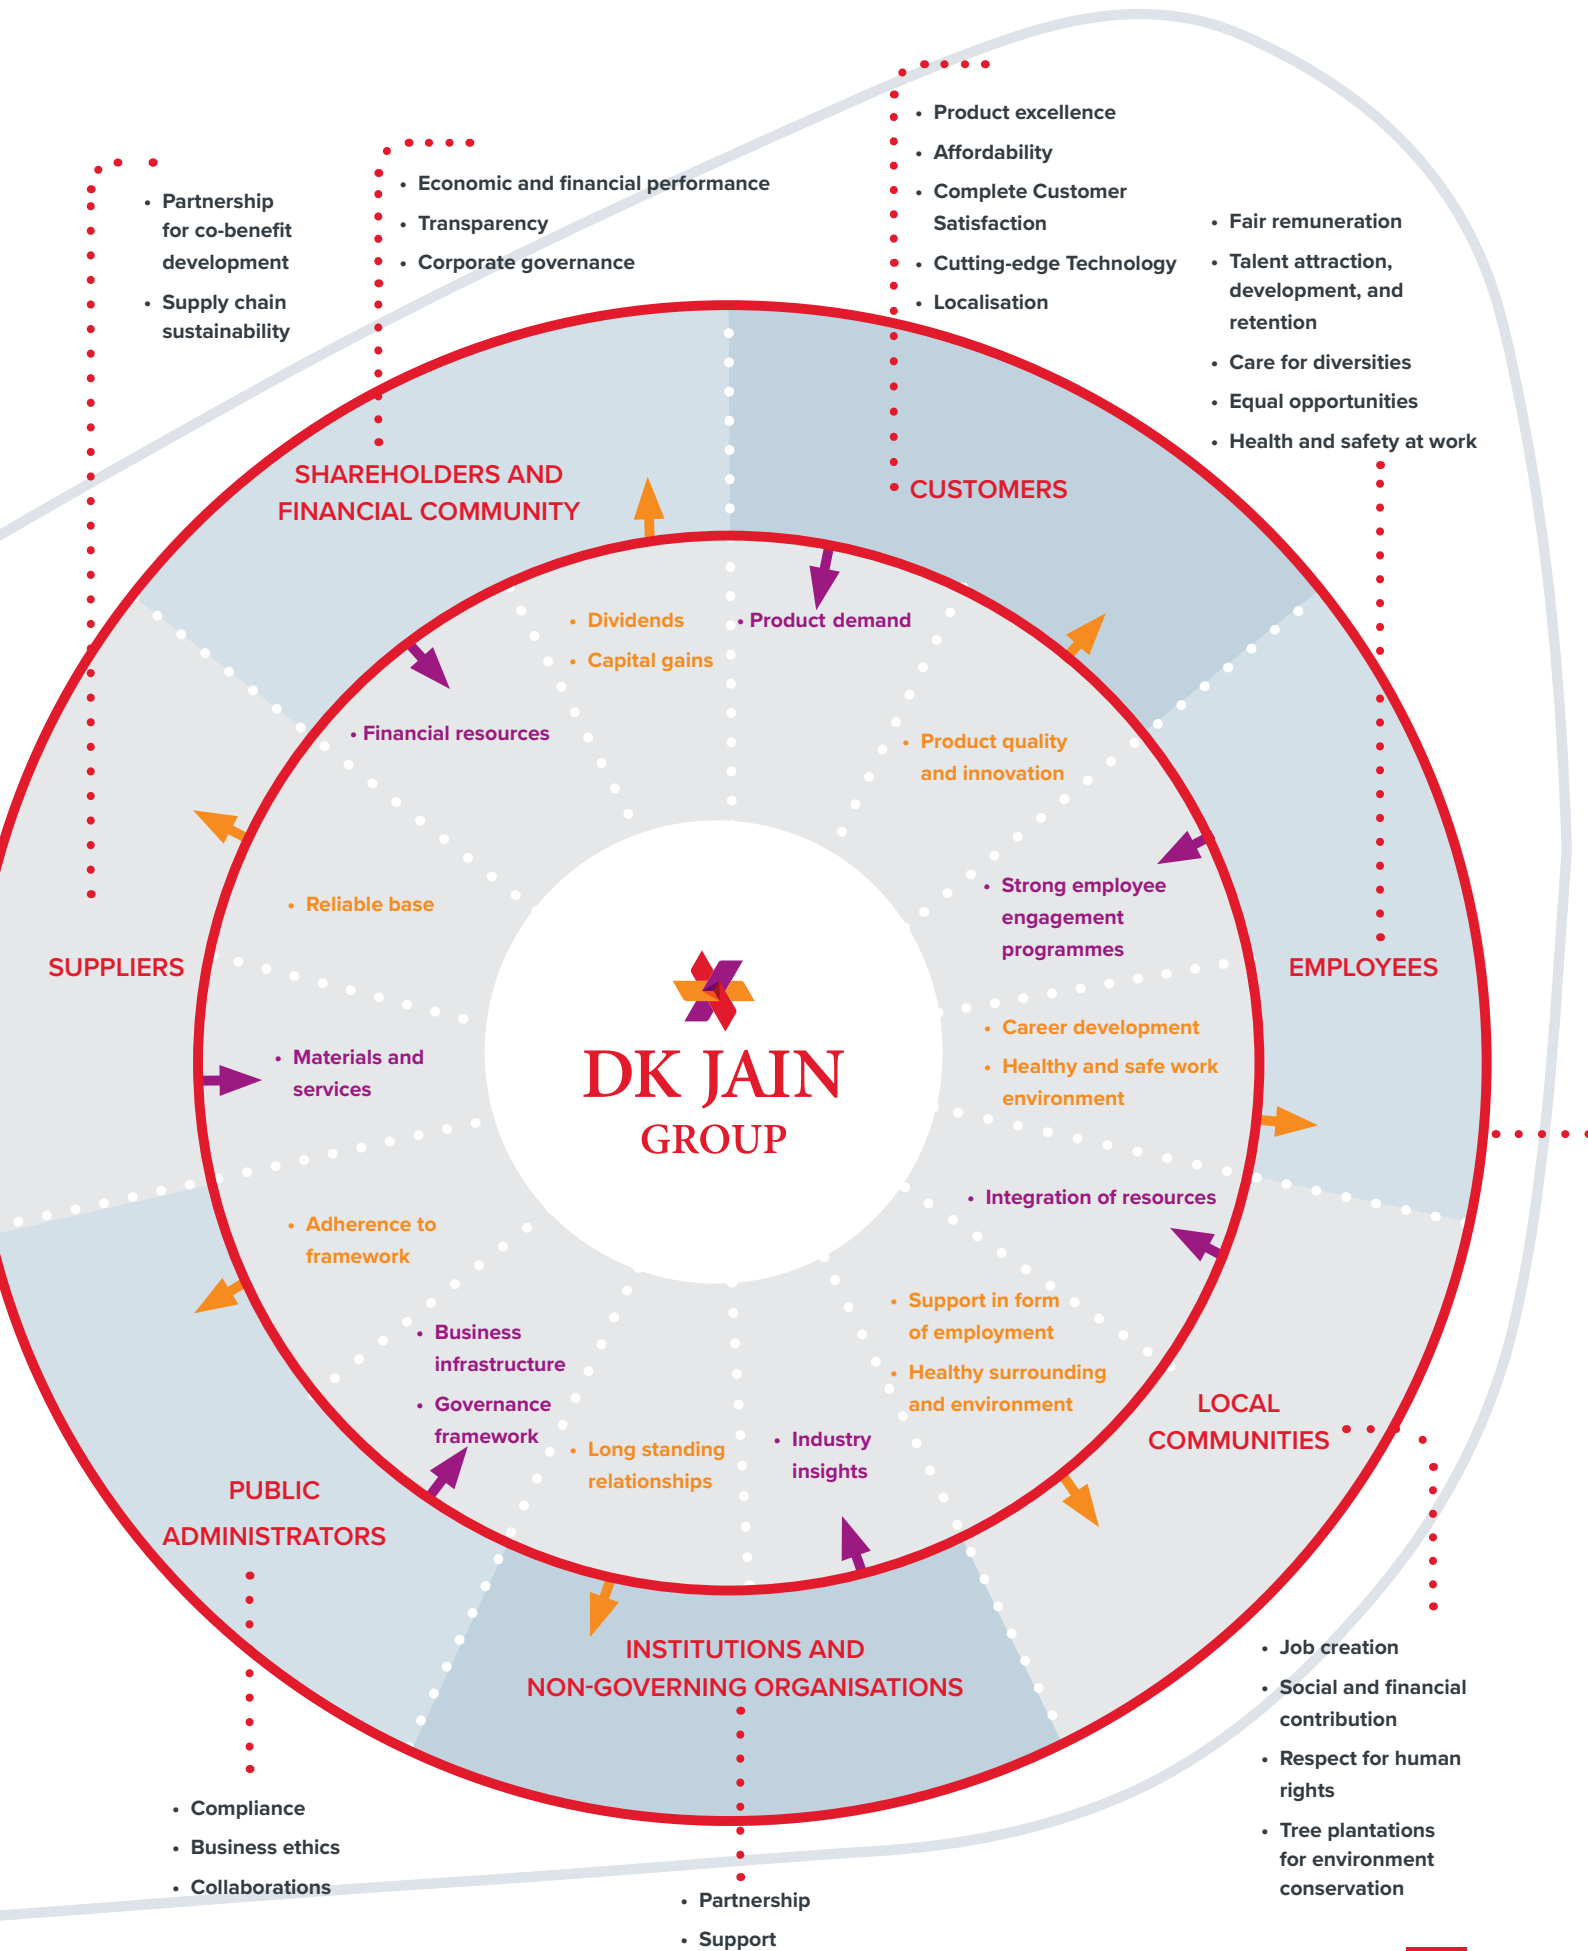 • Partnership
for co-benefit
development
• Supply chain
sustainability
• Economic and financial performance
• Transparency
• Corporate governance
• Product excellence
• Affordability
• Complete Customer
Satisfaction
• Cutting-edge Technology
• Localisation
• Fair remuneration
• Talent attraction,
development, and
retention
• Care for diversities
• Equal opportunities
• Health and safety at work
SHAREHOLDERS AND
FINANCIAL COMMUNITY
CUSTOMERS
• Dividends
• Capital gains
• Product demand
• Financial resources
• Product quality
and innovation
• Reliable base
• Strong employee
engagement
programmes
SUPPLIERS
EMPLOYEES
• Materials and
services
DK JAIN
GROUP
• Career development
• Healthy and safe work
environment
• Integration of resources
• Adherence to
framework
• Business
infrastructure
• Governance
framework
• Long standing
relationships
• Industry
insights
• Support in form
of employment
• Healthy surrounding
and environment
LOCAL
COMMUNITIES
PUBLIC
ADMINISTRATORS
INSTITUTIONS AND
NON-GOVERNING ORGANISATIONS
• Compliance
• Business ethics
• Collaborations
• Partnership
• Support
• Job creation
• Social and financial
contribution
• Respect for human
rights
• Tree plantations
for environment
conservation